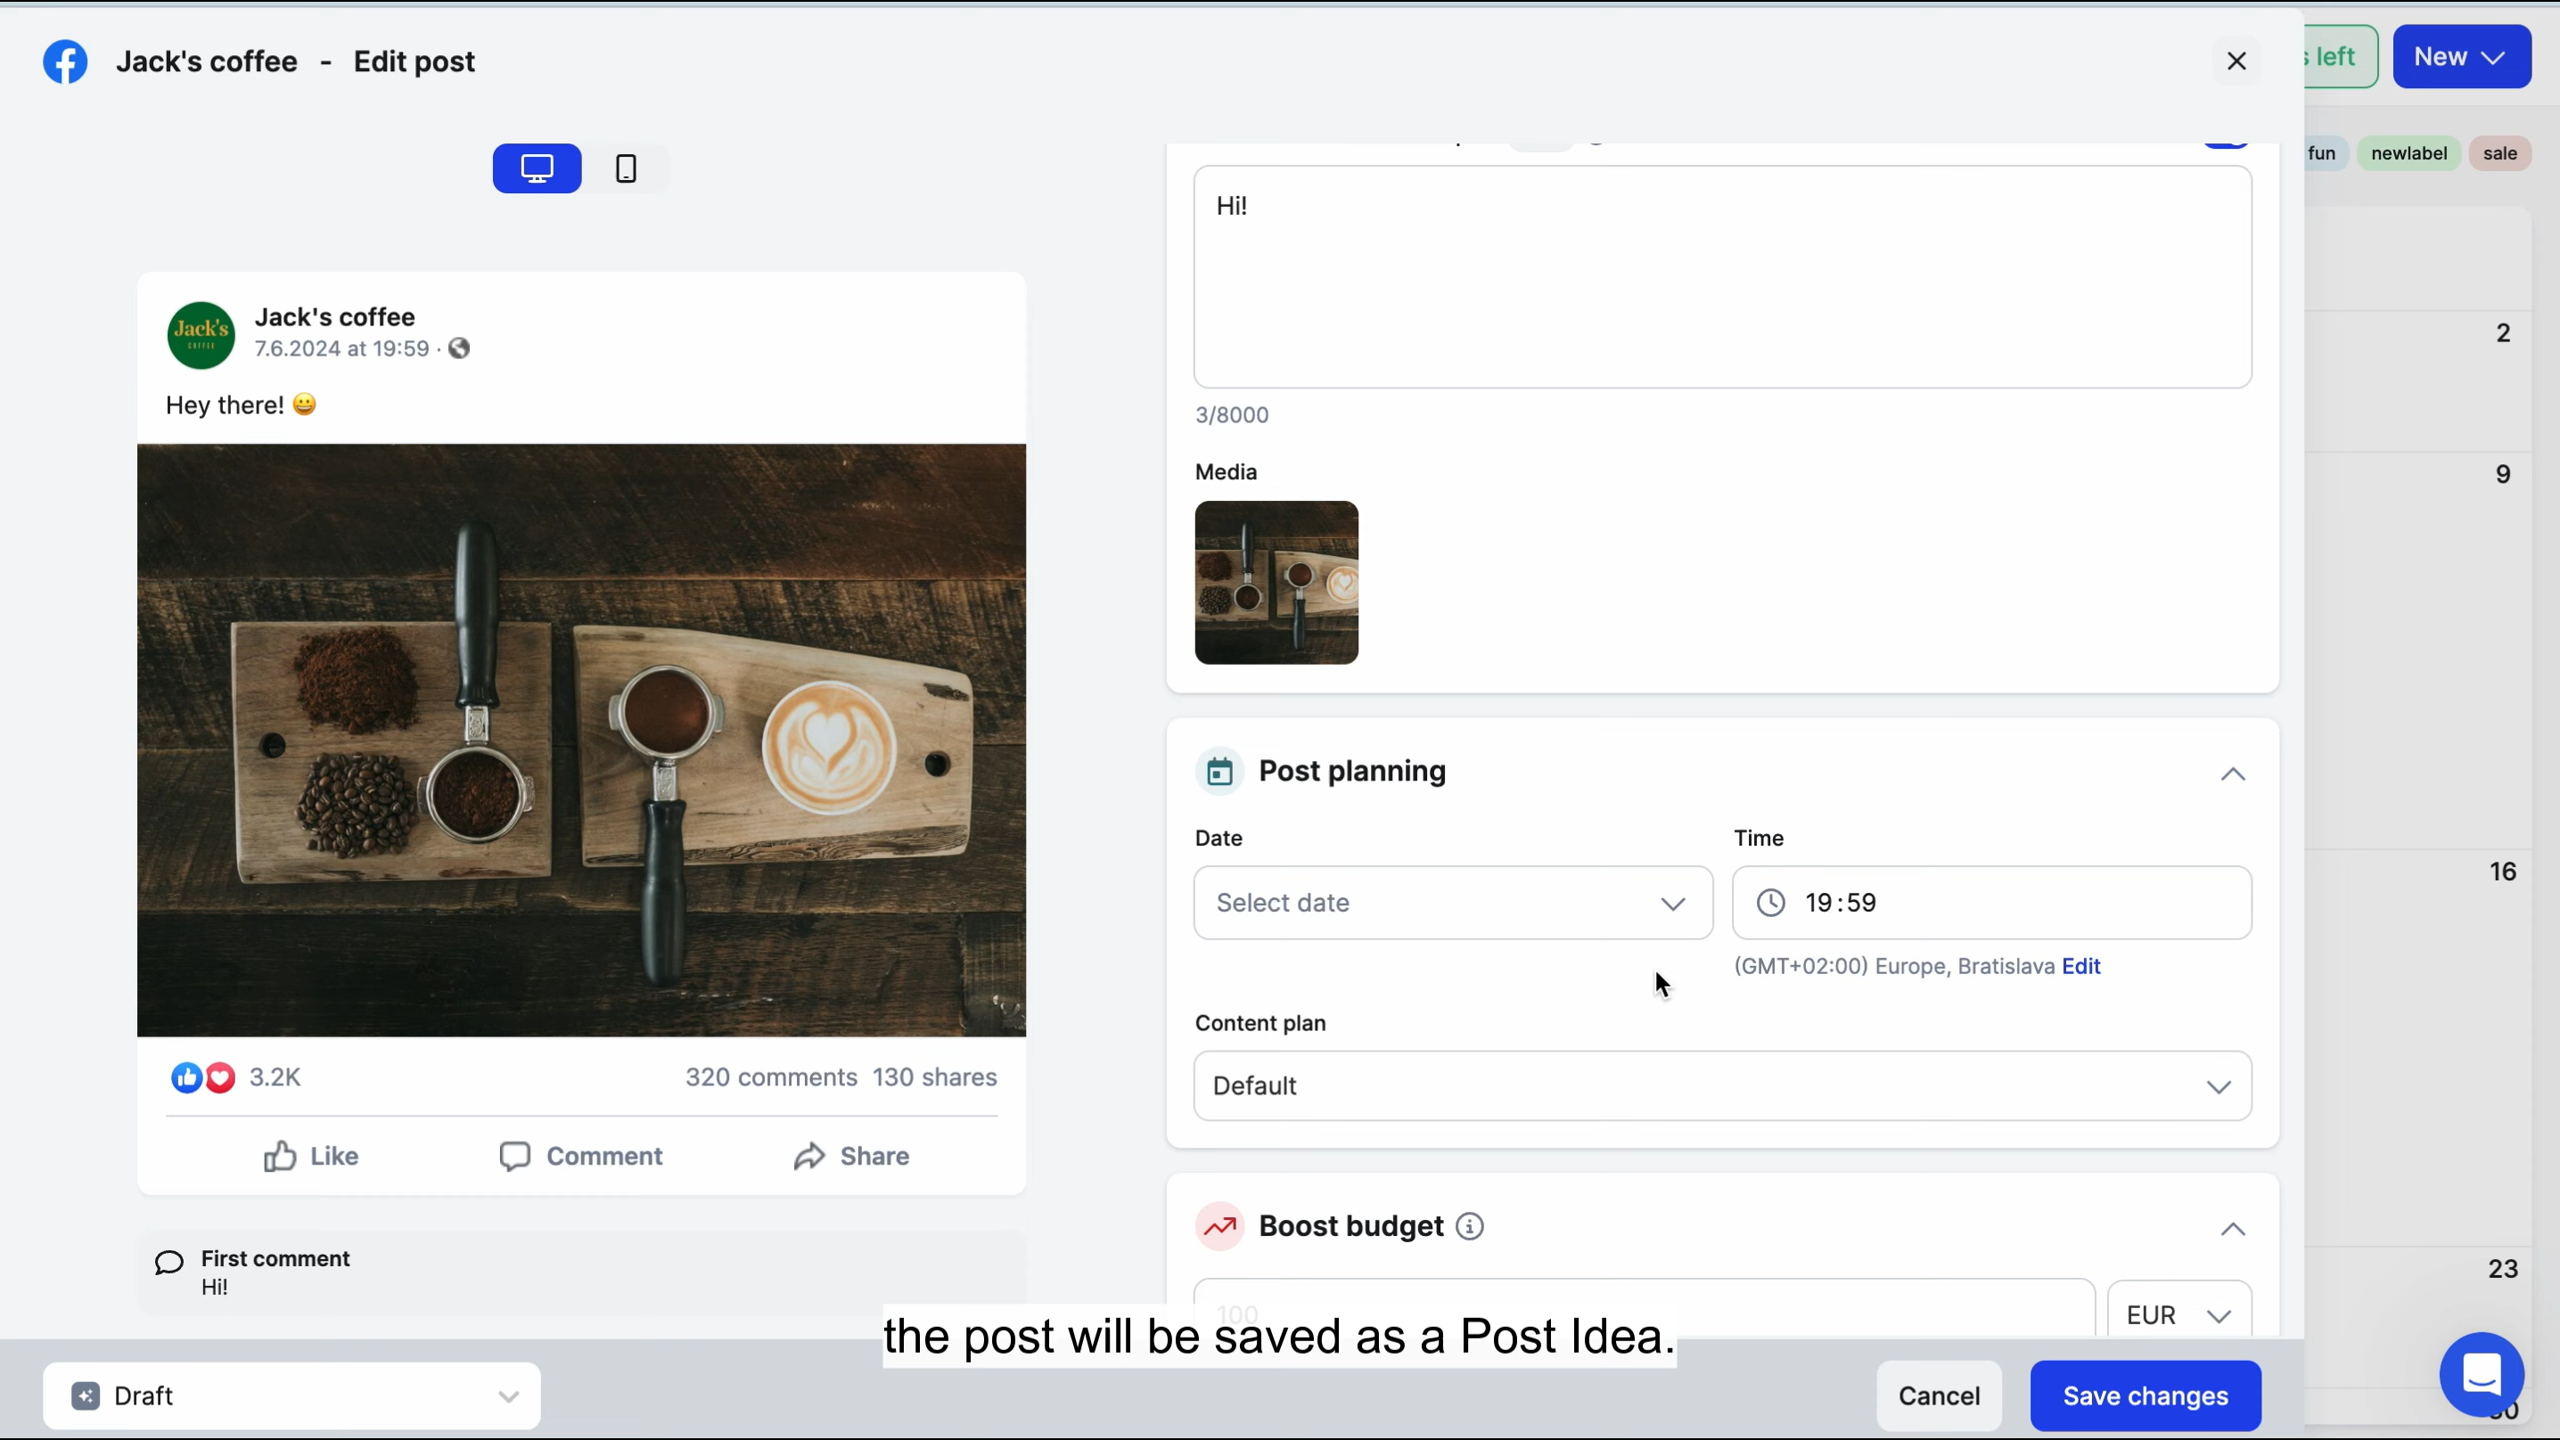 Jack's coffee - Edit post
s left
New
fun
newlabel
sale
Jack's
COFFEE
Jack's coffee
7.6.2024 at 19:59 ·
Hey there! 😀
3.2K
320 comments 130 shares
Like
Comment
Share
First comment
Hi!
Hi!
3/8000
Media
Post planning
Date
Time
Select date
19:59
(GMT+02:00) Europe, Bratislava Edit
Content plan
Default
Boost budget
100
EUR
2
9
16
23
the post will be saved as a Post Idea.
Draft
Cancel
Save changes